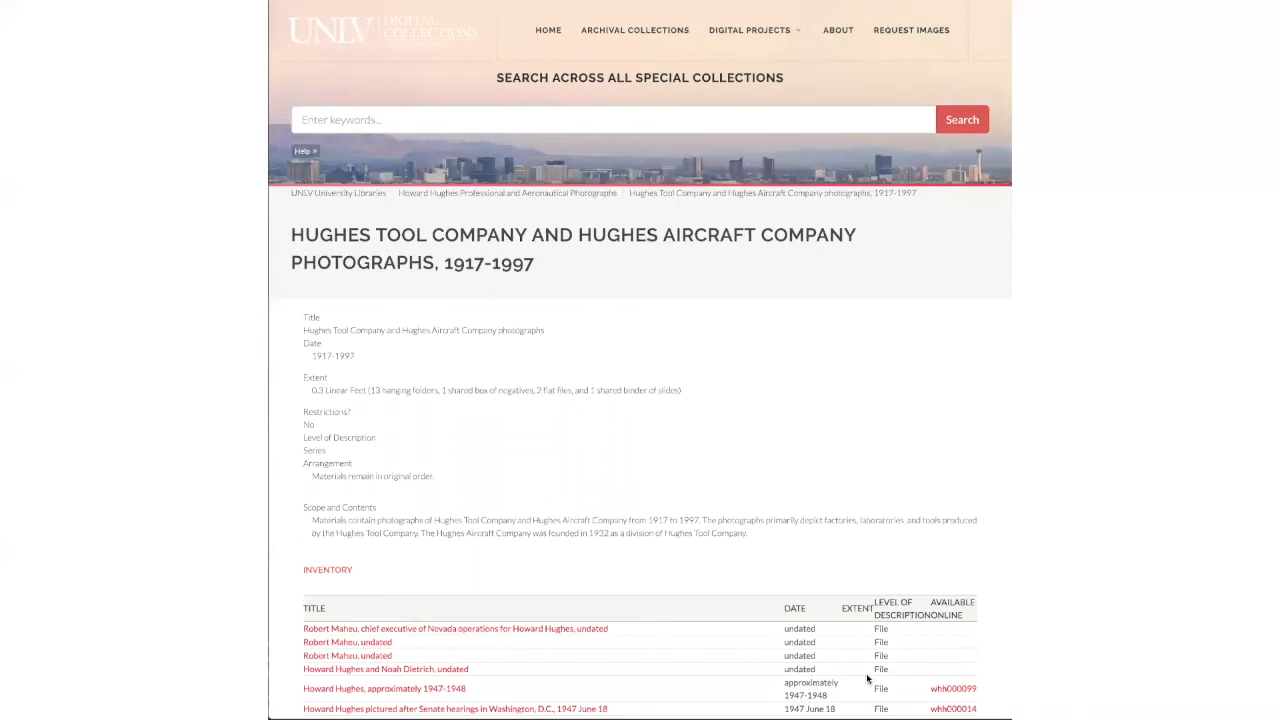 UNLV DIGITAL COLLECTIONS
HOME ARCHIVAL COLLECTIONS DIGITAL PROJECTS ABOUT REQUEST IMAGES
SEARCH ACROSS ALL SPECIAL COLLECTIONS
Enter keywords... Search
Help »
UNLV University Libraries Howard Hughes Professional and Aeronautical Photographs Hughes Tool Company and Hughes Aircraft Company photographs, 1917-1997
HUGHES TOOL COMPANY AND HUGHES AIRCRAFT COMPANY
PHOTOGRAPHS, 1917-1997
Title
Hughes Tool Company and Hughes Aircraft Company photographs
Date
1917-1997
Extent
0.3 Linear Feet (13 hanging folders, 1 shared box of negatives, 2 flat files, and 1 shared binder of slides)
Restrictions?
No
Level of Description
Series
Arrangement
Materials remain in original order.
Scope and Contents
Materials contain photographs of Hughes Tool Company and Hughes Aircraft Company from 1917 to 1997. The photographs primarily depict factories, laboratories, and tools produced
by the Hughes Tool Company. The Hughes Aircraft Company was founded in 1932 as a division of Hughes Tool Company.
INVENTORY
TITLE DATE EXTENT LEVEL OF DESCRIPTION AVAILABLE ONLINE
Robert Maheu, chief executive of Nevada operations for Howard Hughes, undated undated File
Robert Maheu, undated undated File
Robert Maheu, undated undated File
Howard Hughes and Noah Dietrich, undated undated File
Howard Hughes, approximately 1947-1948 approximately 1947-1948 File whh000099
Howard Hughes pictured after Senate hearings in Washington, D.C., 1947 June 18 1947 June 18 File whh000014